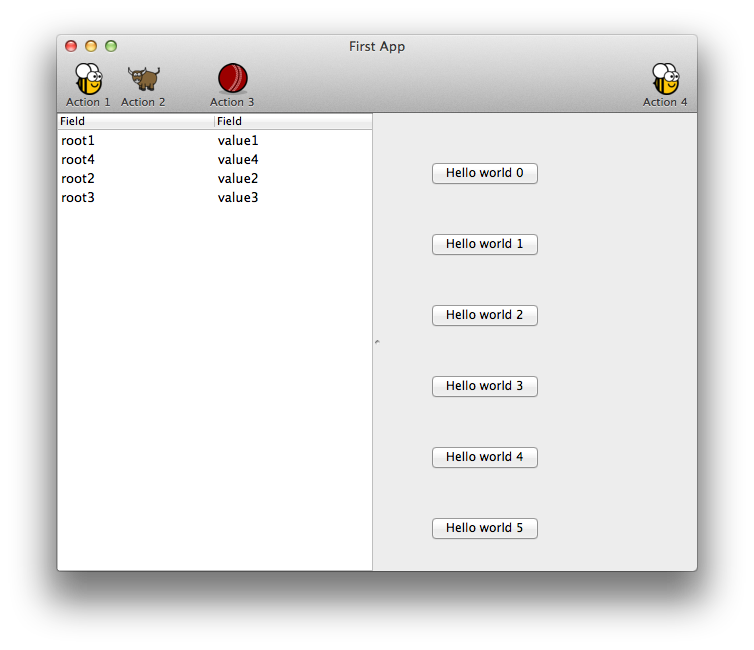 First App
Action 1 Action 2 Action 3 Action 4
Field Field
root1 value1
root4 value4
root2 value2
root3 value3
Hello world 0
Hello world 1
Hello world 2
Hello world 3
Hello world 4
Hello world 5